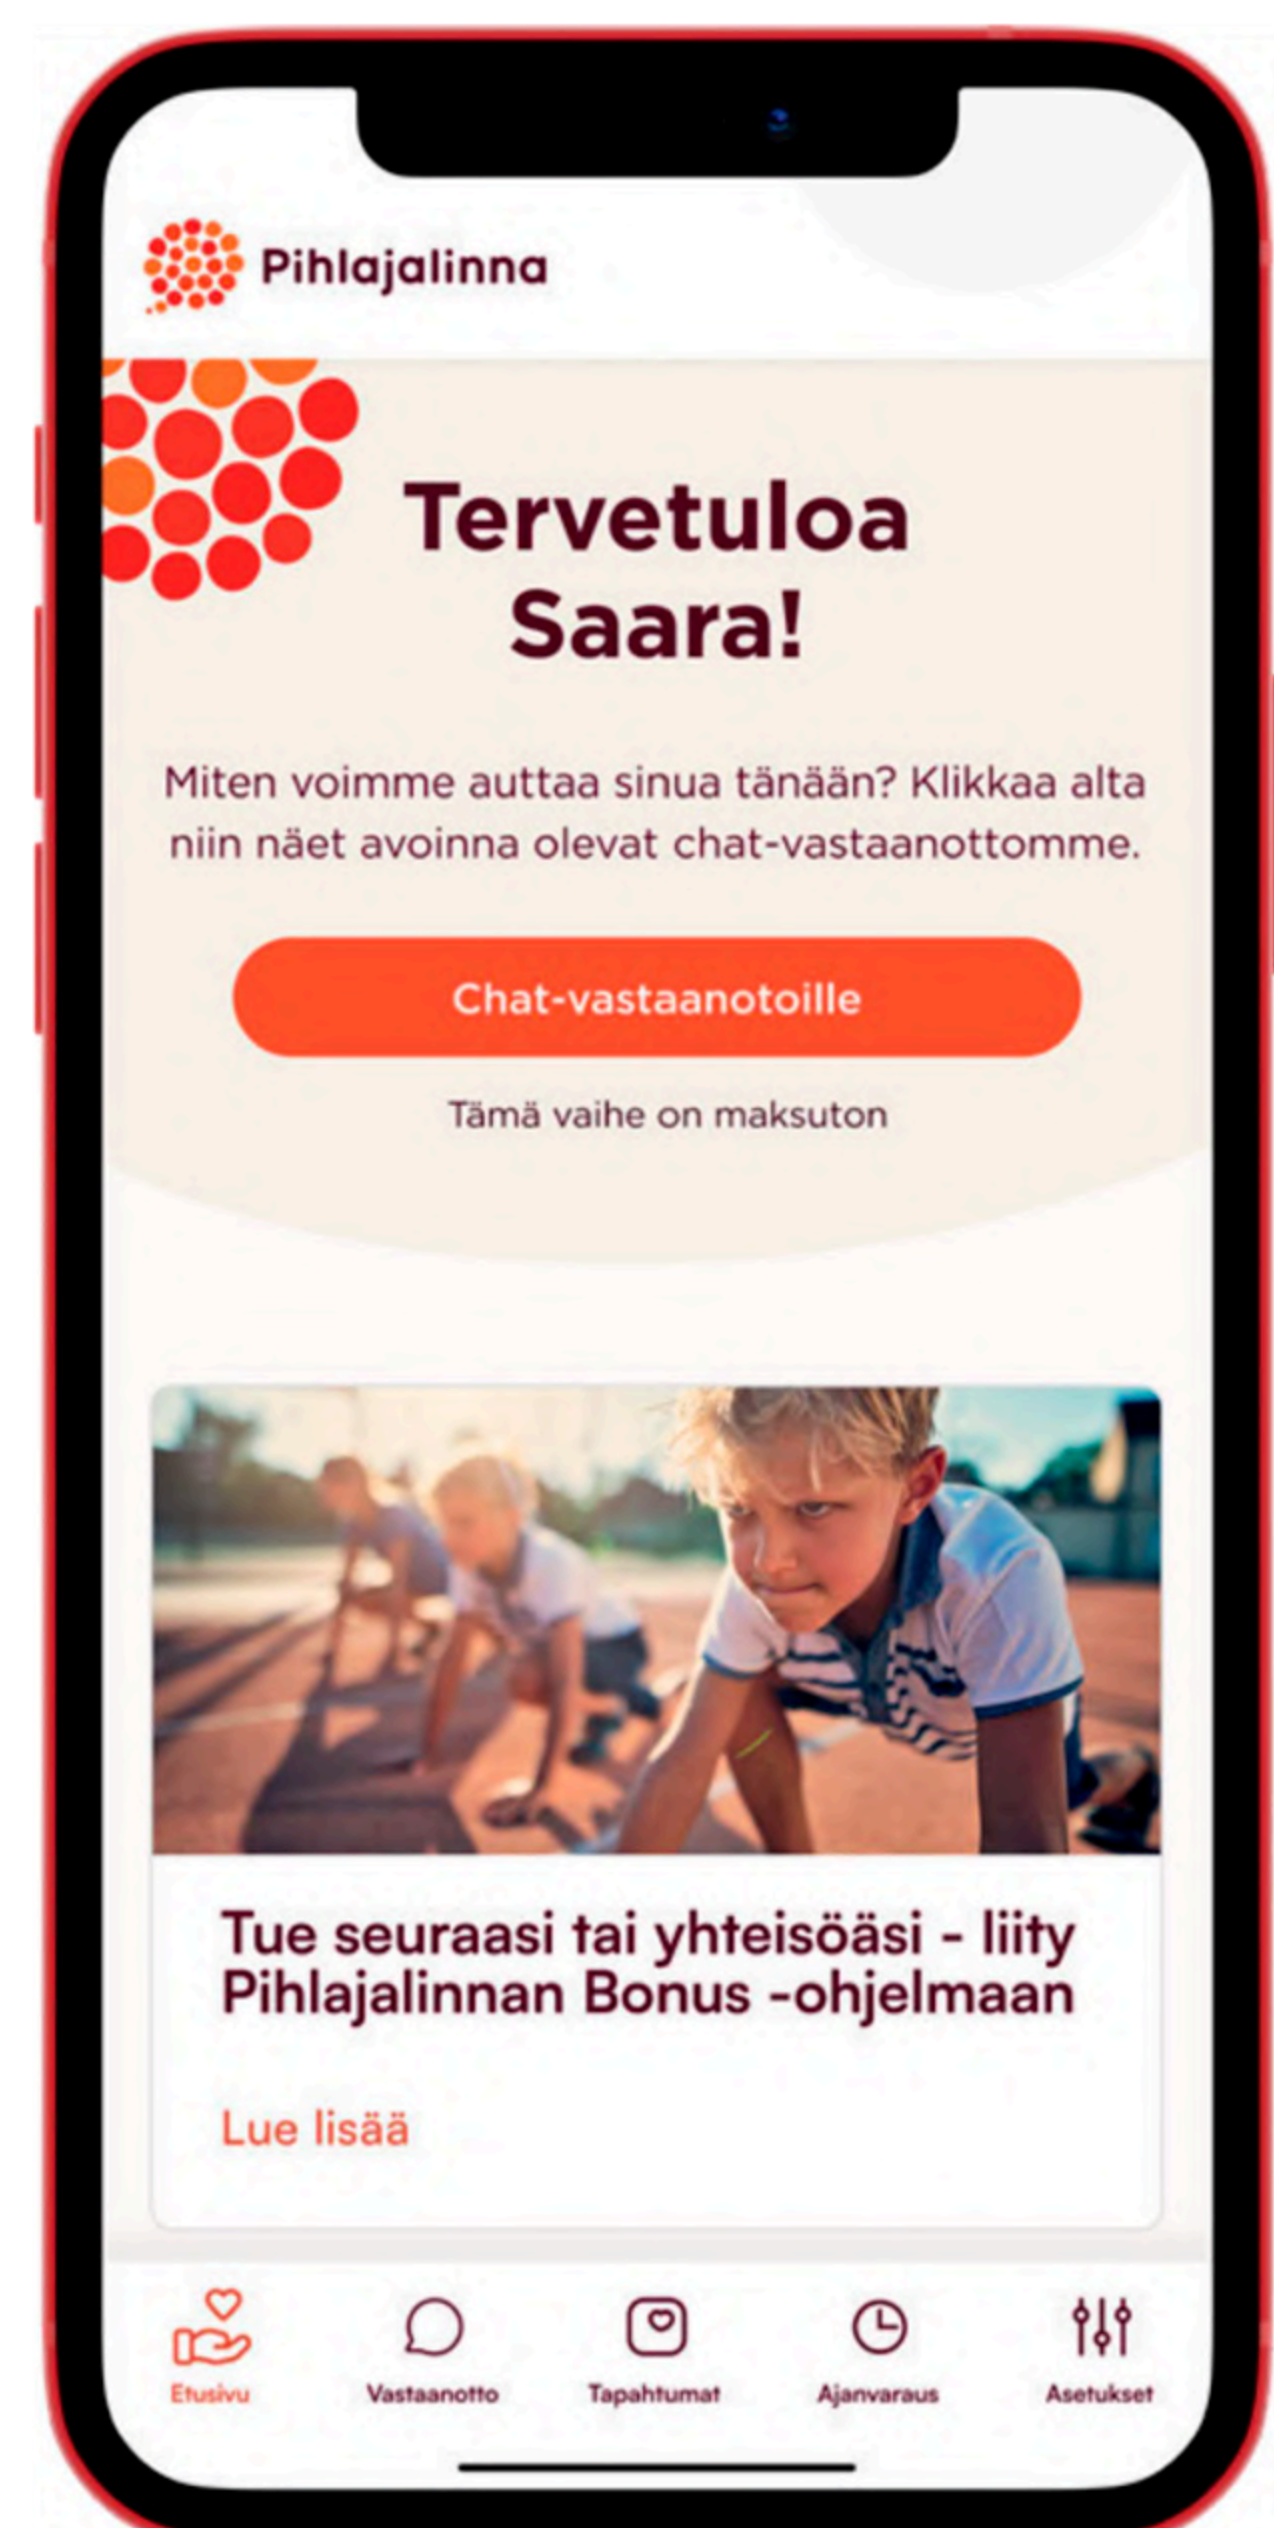 Pihlajalinna
Tervetuloa
Saara!
Miten voimme auttaa sinua tänään? Klikkaa alta
niin näet avoinna olevat chat-vastaanottomme.
Chat-vastaanotoille
Tämä vaihe on maksuton
Tue seuraasi tai yhteisöäsi - liity
Pihlajalinnan Bonus -ohjelmaan
Lue lisää
Etusivu Vastaanotto Tapahtumat Ajanvaraus Asetukset